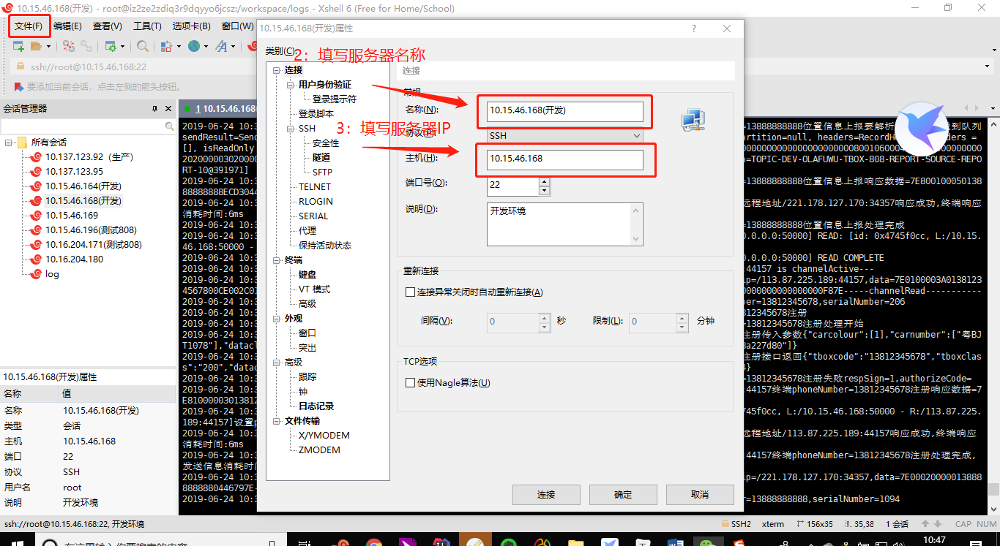 10.15.46.168(开发) - root@iz2ze2zdiq3r9dqyyo6jcsz:/workspace/logs - Xshell 6 (Free for Home/School)
文件(F) 编辑(E) 查看(V) 工具(T) 选项卡(B) 窗口(W)
ssh://root@10.15.46.168:22
要添加当前会话，点击左侧的箭头按钮。
会话管理器
1 10.15.46.168
所有会话
10.137.123.92（生产）
10.137.123.95
10.15.46.164(开发)
10.15.46.168(开发)
10.15.46.169
10.15.46.196(测试808)
10.16.204.171(测试808)
10.16.204.180
log
10.15.46.168(开发)属性
名称 值
名称 10.15.46.168(开发)
类型 会话
主机 10.15.46.168
端口 22
协议 SSH
用户名 root
说明 开发环境
10.15.46.168(开发)属性
?
类别(C):
2：填写服务器名称
3：填写服务器IP
连接
用户身份验证
登录提示符
登录脚本
SSH
安全性
隧道
SFTP
TELNET
RLOGIN
SERIAL
代理
保持活动状态
终端
键盘
VT 模式
高级
外观
窗口
突出
高级
跟踪
钟
日志记录
文件传输
X/YMODEM
ZMODEM
连接
常规
名称(N): 10.15.46.168(开发)
协议(P): SSH
主机(H): 10.15.46.168
端口号(O): 22
说明(D): 开发环境
重新连接
连接异常关闭时自动重新连接(A)
间隔(V): 0 秒 限制(L): 0 分钟
TCP选项
使用Nagle算法(U)
连接 确定 取消
2019-06-24 10:3
sendResult=Send
[], isReadOnly
202000003020000
RT-10@391971]
2019-06-24 10:3
88888888ECD3044
2019-06-24 10:3
消耗时间:6ms
2019-06-24 10:3
2019-06-24 10:3
46.168:50000 -
2019-06-24 10:3
2019-06-24 10:3
2019-06-24 10:3
4567800CE002C01
2019-06-24 10:3
2019-06-24 10:3
2019-06-24 10:3
2019-06-24 10:3
T1078"],"datacl
2019-06-24 10:3
s":"200","datac
2019-06-24 10:3
2019-06-24 10:3
E81000003013812
2019-06-24 10:3
189:44157]设置p
2019-06-24 10:3
消耗时间:6ms
2019-06-24 10:3
发送信息消耗时间
2019-06-24 10:3
8888880446797E-
2019-06-24 10:3
=13888888888位置信息上报要解析
到队列
artition=null, headers=RecordH
ders =
=TOPIC-DEV-OLAFUWU-TBOX-808-REPORT-SOURCE-REPO
=13888888888位置信息上报响应数据=7E800100050138
远程地址/221.178.127.170:34357响应成功,终端响应
=13888888888位置信息上报处理完成
0.0.0.0:50000] READ: [id: 0x4745f0cc, L:/10.15.
0.0.0.0:50000] READ COMPLETE
:44157 is channelActive---
ip=/113.87.225.189:44157,data=7E0100003A0138123
000000000000000000F87E-----channelRead-----------
ber=13812345678,serialNumber=206
812345678注册
=13812345678注册处理开始
注册传入参数{"carcolour":[1],"carnumber":["粤BJ
3a227d80"]}
注册接口返回{"tboxcode":"13812345678","tboxclas
=13812345678注册失败respSign=1,authorizeCode=
:44157终端phoneNumber=13812345678注册响应数据=7
745f0cc, L:/10.15.46.168:50000 - R:/113.87.225.
远程地址/113.87.225.189:44157响应成功,终端响应
:44157终端phoneNumber=13812345678注册处理完成,
ip=/221.178.127.170:34357,data=7E00020000013888
r=13888888888,serialNumber=1094
ssh://root@10.15.46.168:22, 开发环境
SSH2 xterm 156x35 35,38 1 会话 CAP NUM
10:47